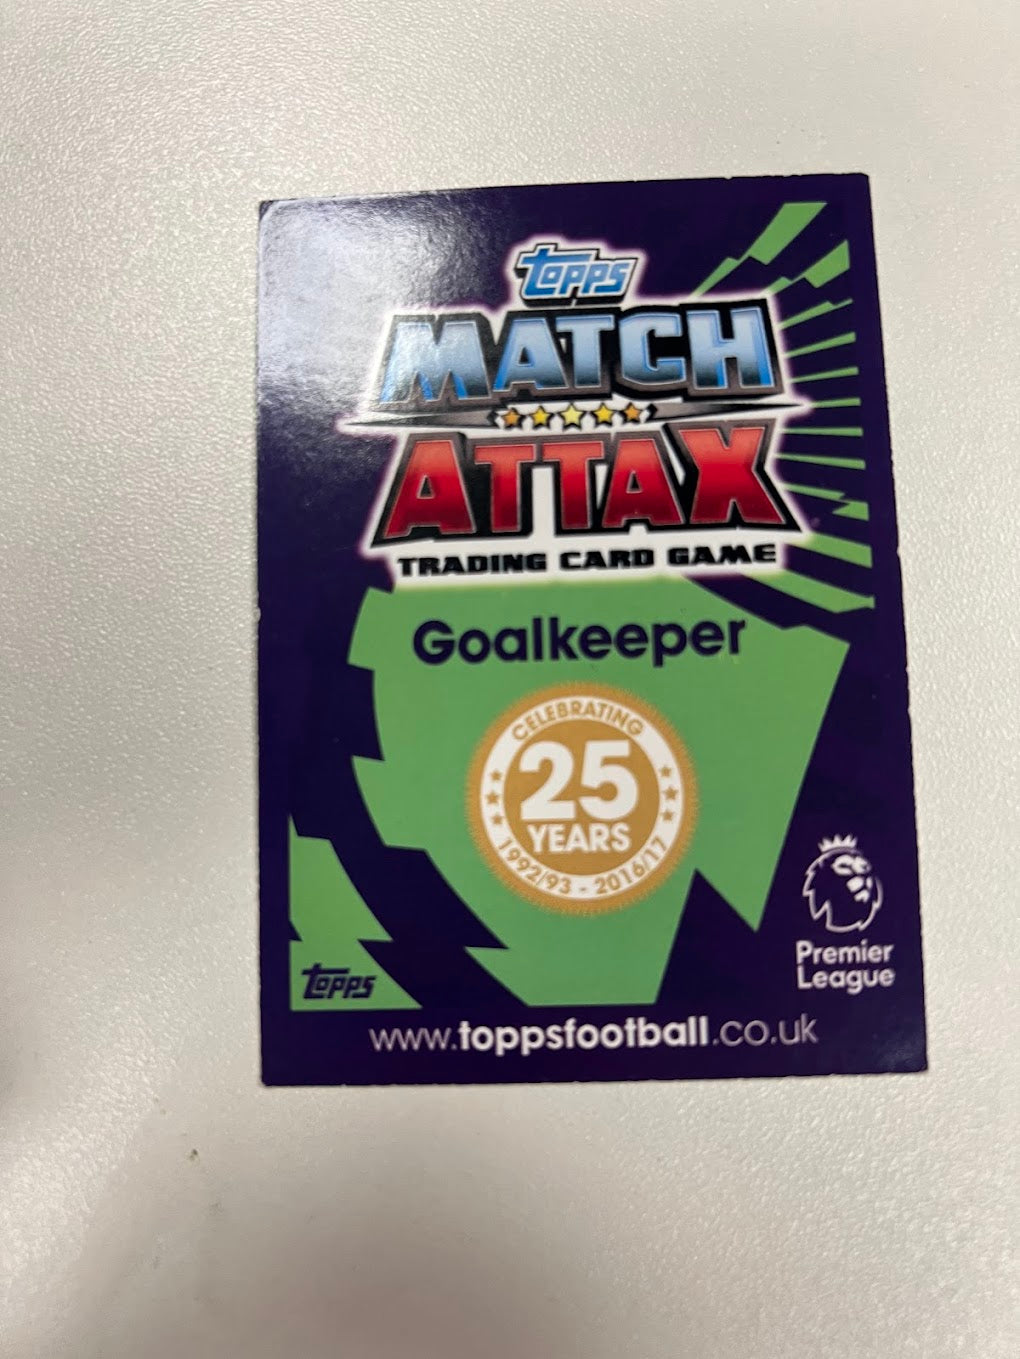 topps
MATCH
ATTAX
TRADING CARD GAME
Goalkeeper
CELEBRATING
25
YEARS
1992/93 - 2016/17
Premier
League
topps
www.toppsfootball.co.uk